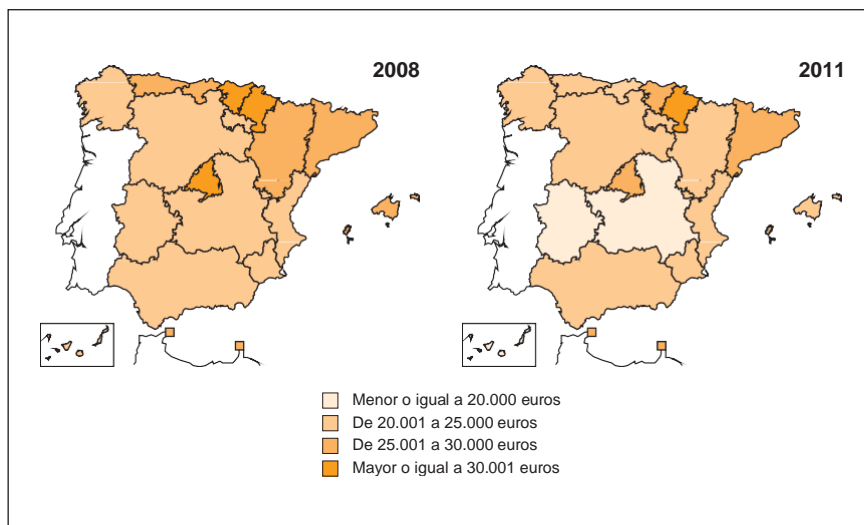 2008
2011
Menor o igual a 20.000 euros
De 20.001 a 25.000 euros
De 25.001 a 30.000 euros
Mayor o igual a 30.001 euros